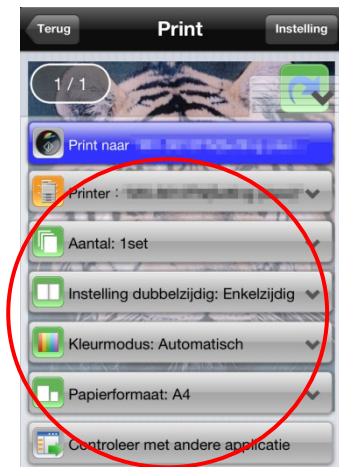 Terug Print Instelling
1/1
Print naar
Printer :
Aantal: 1set
Instelling dubbelzijdig: Enkelzijdig
Kleurmodus: Automatisch
Papierformaat: A4
Controleer met andere applicatie